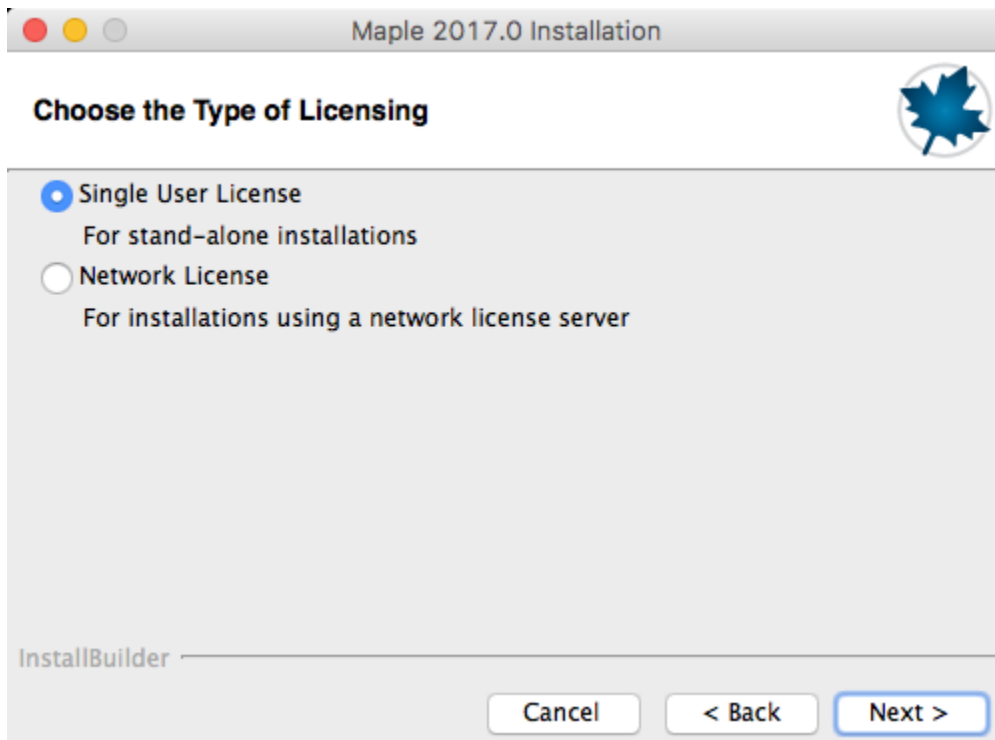 Maple 2017.0 Installation
Choose the Type of Licensing
Single User License
For stand-alone installations
Network License
For installations using a network license server
InstallBuilder
Cancel
< Back
Next >